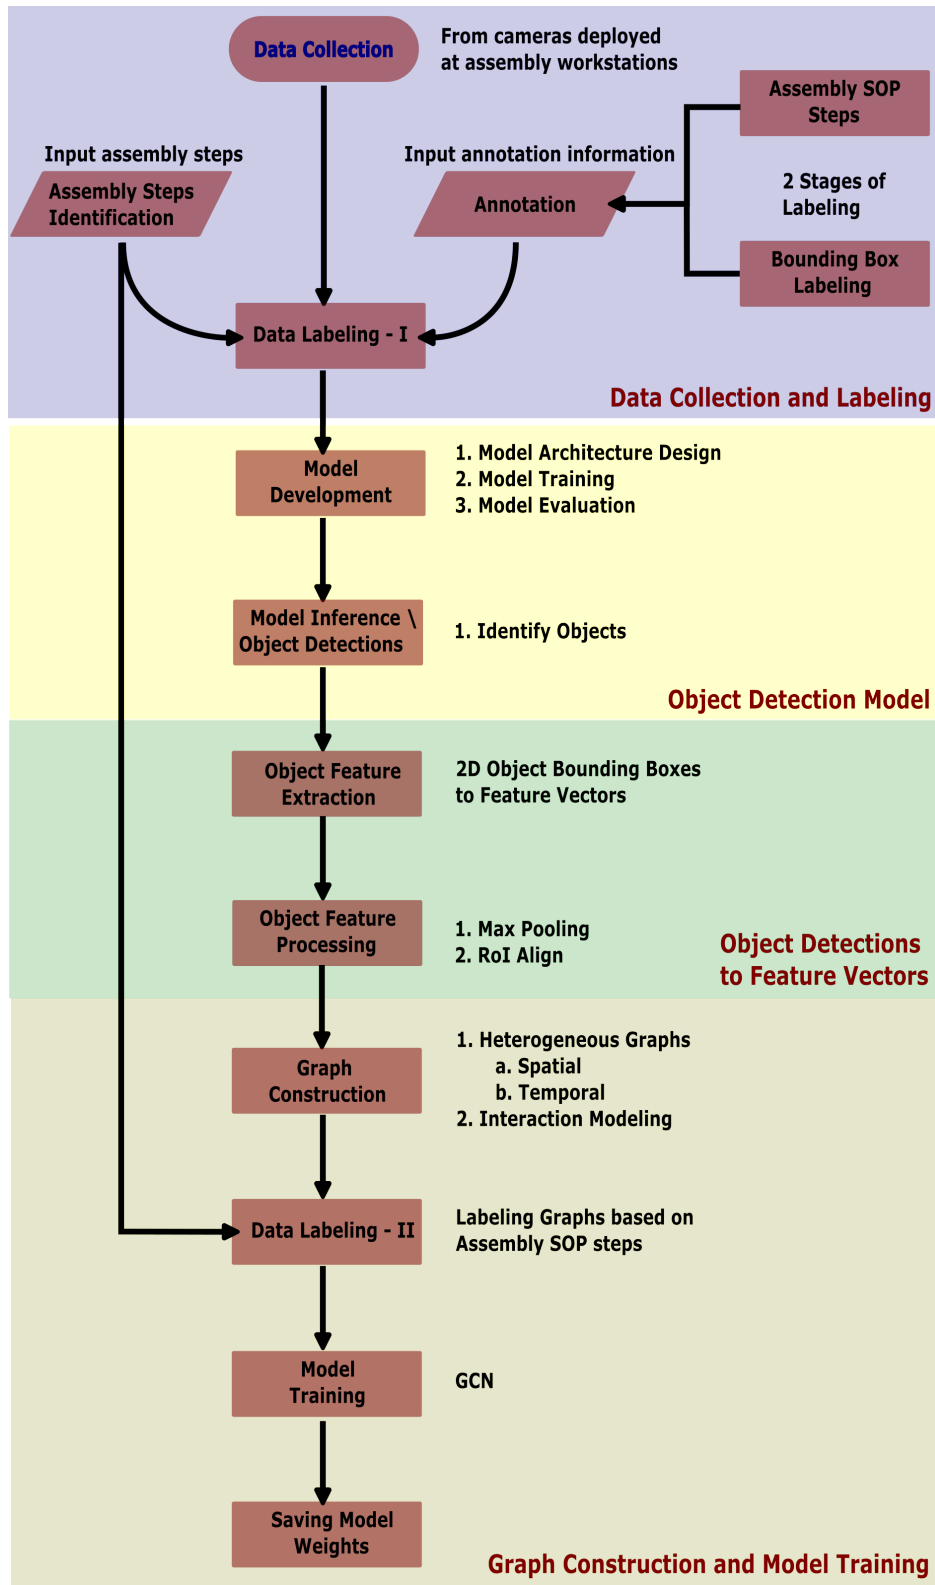 Data Collection
From cameras deployed
at assembly workstations
Assembly SOP
Steps
Input assembly steps
Input annotation information
Assembly Steps
Identification
Annotation
2 Stages of
Labeling
Bounding Box
Labeling
Data Labeling - I
Data Collection and Labeling
Model
Development
1. Model Architecture Design
2. Model Training
3. Model Evaluation
Model Inference \
Object Detections
1. Identify Objects
Object Detection Model
Object Feature
Extraction
2D Object Bounding Boxes
to Feature Vectors
Object Feature
Processing
1. Max Pooling
2. RoI Align
Object Detections
to Feature Vectors
Graph
Construction
1. Heterogeneous Graphs
a. Spatial
b. Temporal
2. Interaction Modeling
Data Labeling - II
Labeling Graphs based on
Assembly SOP steps
Model
Training
GCN
Saving Model
Weights
Graph Construction and Model Training